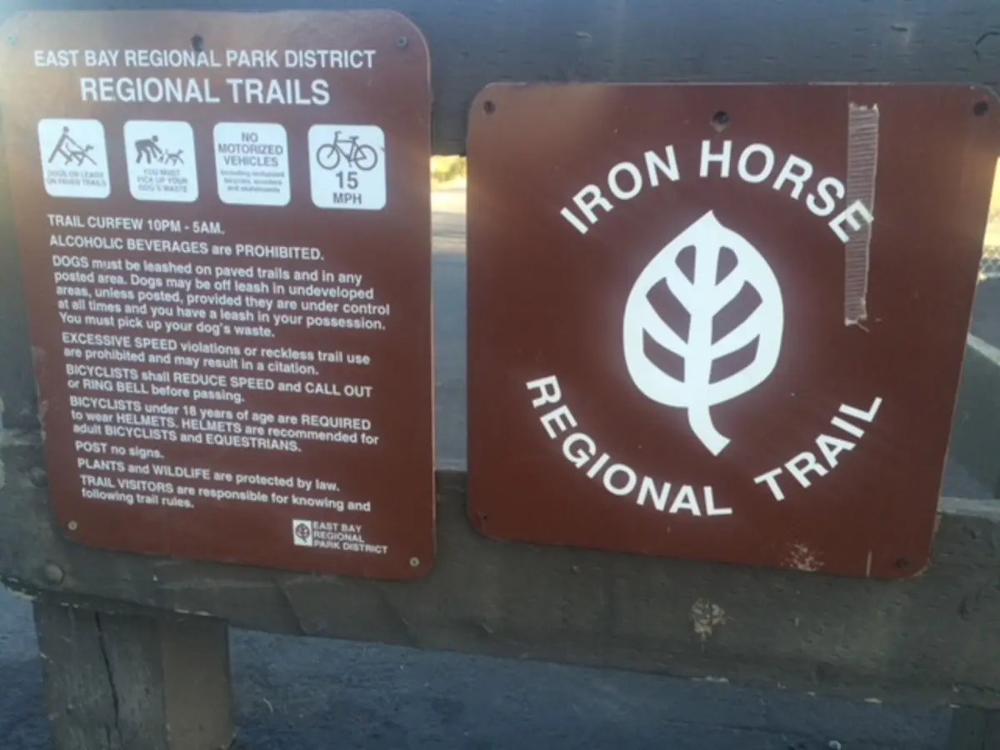 EAST BAY REGIONAL PARK DISTRICT
REGIONAL TRAILS
DOGS ON LEASH
ON PAVED TRAILS
YOU MUST
PICK UP YOUR
DOG'S WASTE
NO
MOTORIZED
VEHICLES
including motorized
bicycles, scooters
and skateboards
15
MPH
TRAIL CURFEW 10PM - 5AM.
ALCOHOLIC BEVERAGES are PROHIBITED.
DOGS must be leashed on paved trails and in any
posted area. Dogs may be off leash in undeveloped
areas, unless posted, provided they are under control
at all times and you have a leash in your possession.
You must pick up your dog's waste.
EXCESSIVE SPEED violations or reckless trail use
are prohibited and may result in a citation.
BICYCLISTS shall REDUCE SPEED and CALL OUT
or RING BELL before passing.
BICYCLISTS under 18 years of age are REQUIRED
to wear HELMETS. HELMETS are recommended for
adult BICYCLISTS and EQUESTRIANS.
POST no signs.
PLANTS and WILDLIFE are protected by law.
TRAIL VISITORS are responsible for knowing and
following trail rules.
EAST BAY
REGIONAL
PARK DISTRICT
IRON HORSE
REGIONAL TRAIL